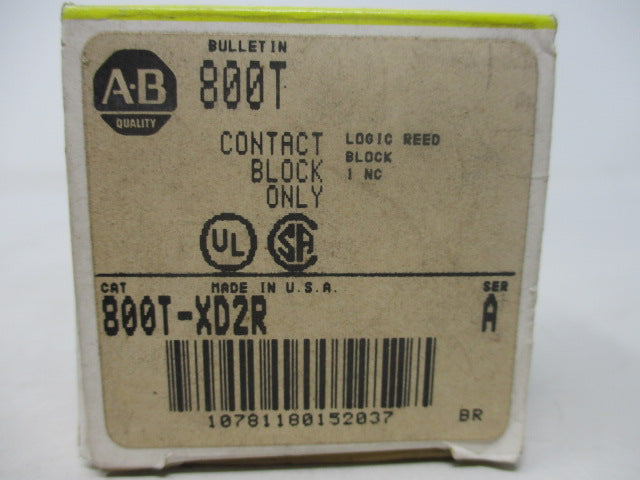 BULLETIN
A-B
QUALITY
800T
CONTACT
BLOCK
ONLY
LOGIC REED
BLOCK
1 NC
UL
SA
CAT
MADE IN U.S.A.
SER
800T-XD2R
A
10781180152037
BR